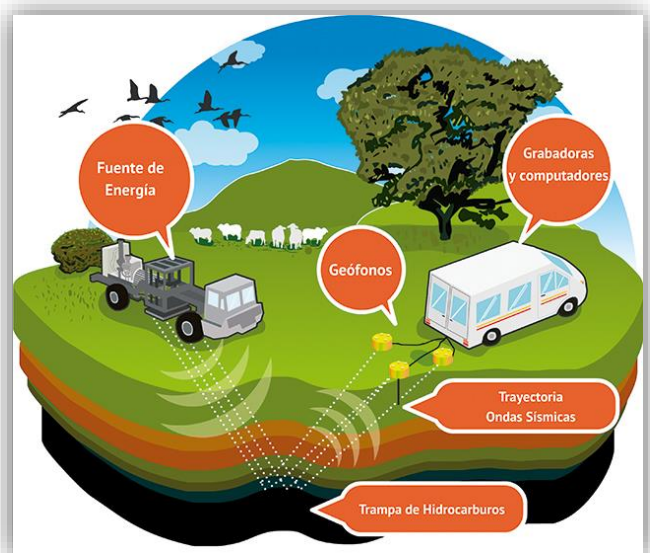 Fuente de
Energía
Grabadoras
y computadores
Geófonos
Trayectoria
Ondas Sísmicas
Trampa de Hidrocarburos